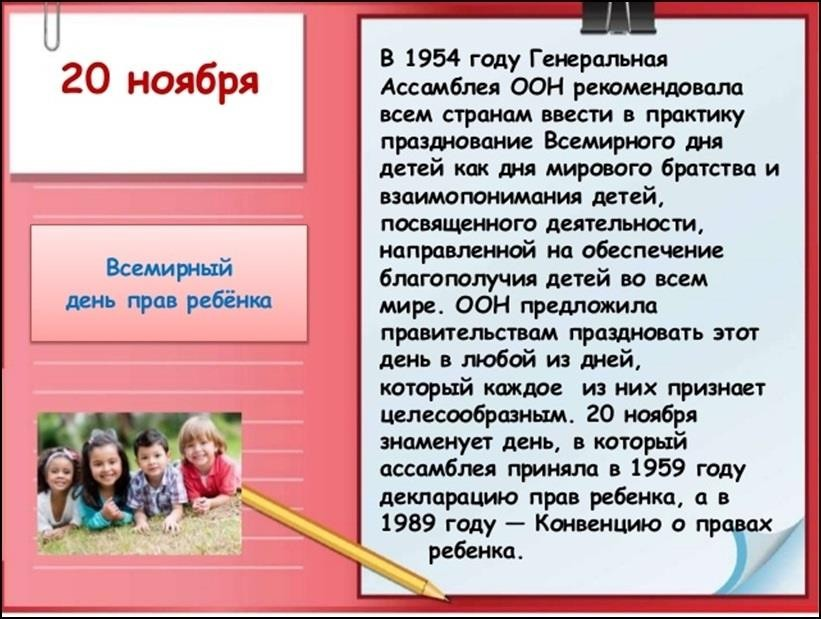 20 ноября
Всемирный
день прав ребёнка
В 1954 году Генеральная
Ассамблея ООН рекомендовала
всем странам ввести в практику
празднование Всемирного дня
детей как дня мирового братства и
взаимопонимания детей,
посвященного деятельности,
направленной на обеспечение
благополучия детей во всем
мире. ООН предложила
правительствам праздновать этот
день в любой из дней,
который каждое из них признает
целесообразным. 20 ноября
знаменует день, в который
ассамблея приняла в 1959 году
декларацию прав ребенка, а в
1989 году — Конвенцию о правах
ребенка.